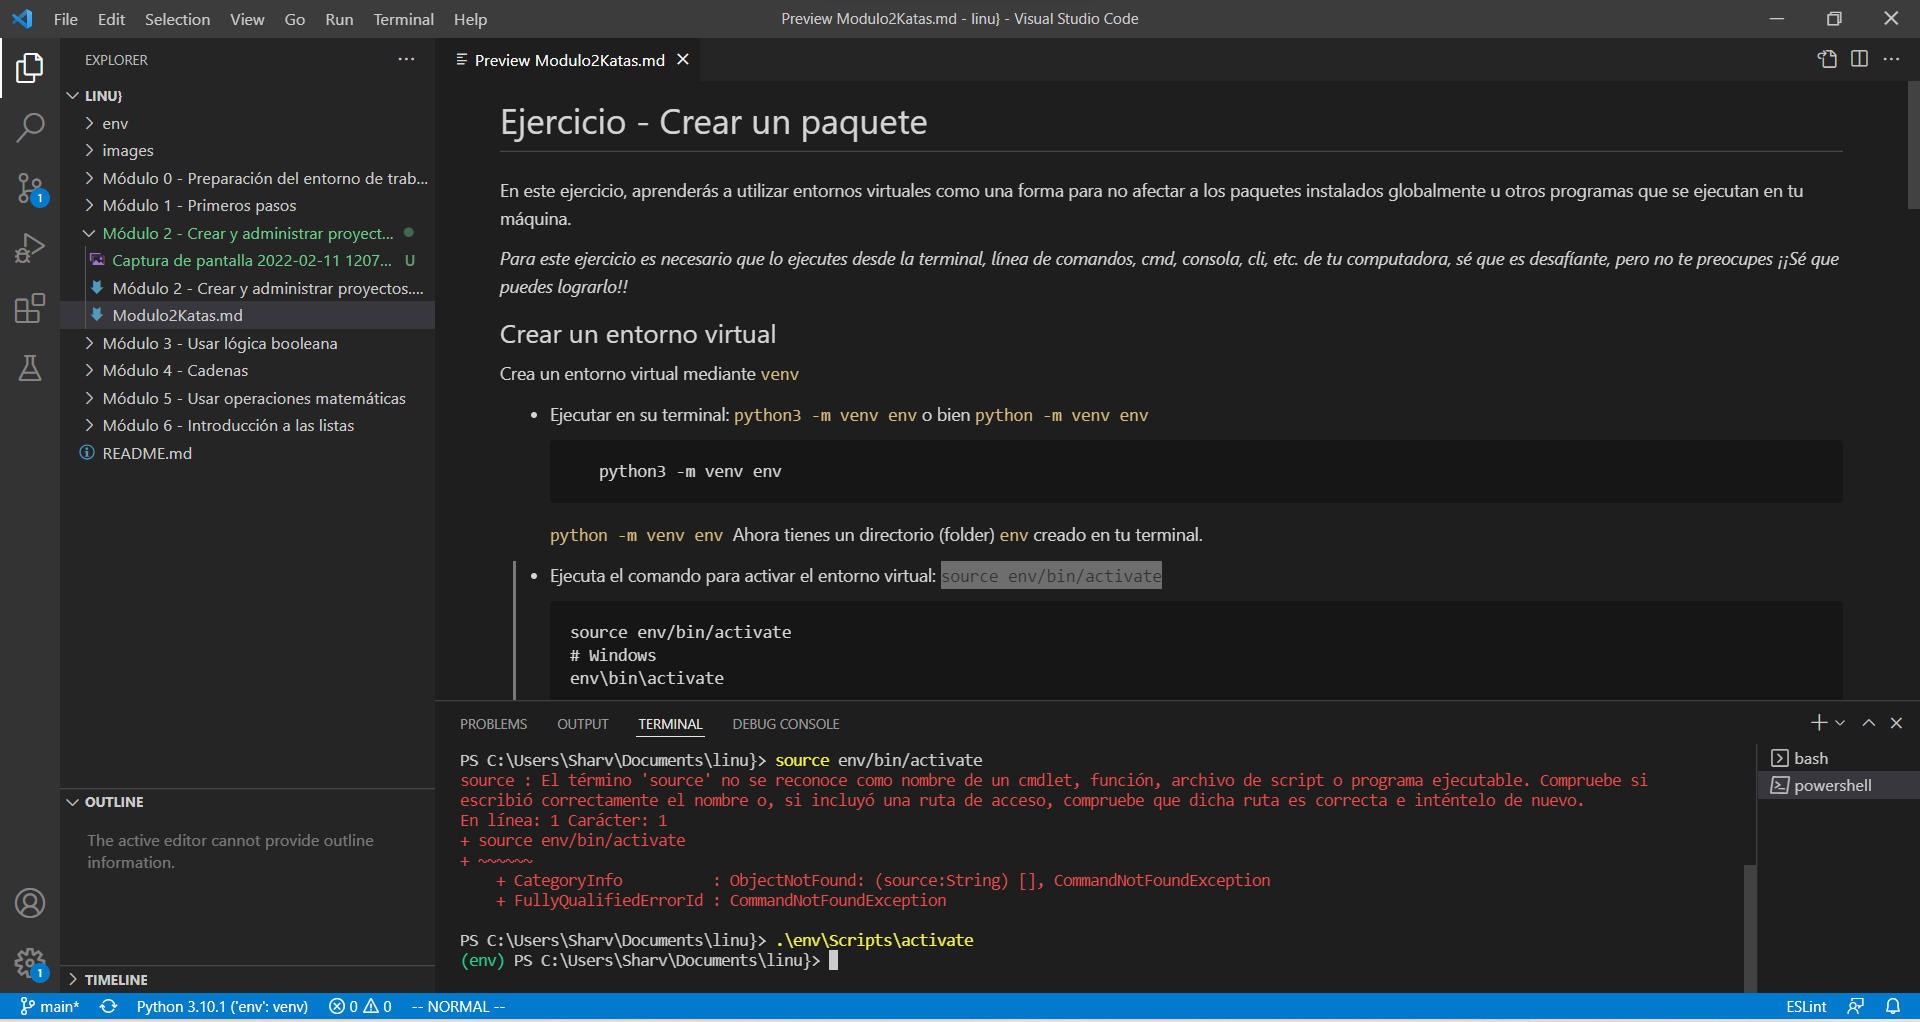 File Edit Selection View Go Run Terminal Help
Preview Modulo2Katas.md - linu} - Visual Studio Code
EXPLORER
LINU}
env
images
Módulo 0 - Preparación del entorno de trab...
Módulo 1 - Primeros pasos
Módulo 2 - Crear y administrar proyect...
Captura de pantalla 2022-02-11 1207... U
Módulo 2 - Crear y administrar proyectos....
Modulo2Katas.md
Módulo 3 - Usar lógica booleana
Módulo 4 - Cadenas
Módulo 5 - Usar operaciones matemáticas
Módulo 6 - Introducción a las listas
README.md
1
OUTLINE
The active editor cannot provide outline
information.
TIMELINE
1
Preview Modulo2Katas.md
Ejercicio - Crear un paquete
En este ejercicio, aprenderás a utilizar entornos virtuales como una forma para no afectar a los paquetes instalados globalmente u otros programas que se ejecutan en tu
máquina.
Para este ejercicio es necesario que lo ejecutes desde la terminal, línea de comandos, cmd, consola, cli, etc. de tu computadora, sé que es desafíante, pero no te preocupes ¡¡Sé que
puedes lograrlo!!
Crear un entorno virtual
Crea un entorno virtual mediante venv
• Ejecutar en su terminal: python3 -m venv env o bien python -m venv env
python3 -m venv env
python -m venv env Ahora tienes un directorio (folder) env creado en tu terminal.
• Ejecuta el comando para activar el entorno virtual: source env/bin/activate
source env/bin/activate
# Windows
env\bin\activate
PROBLEMS OUTPUT TERMINAL DEBUG CONSOLE
PS C:\Users\Sharv\Documents\linu}> source env/bin/activate
source : El término 'source' no se reconoce como nombre de un cmdlet, función, archivo de script o programa ejecutable. Compruebe si
escribió correctamente el nombre o, si incluyó una ruta de acceso, compruebe que dicha ruta es correcta e inténtelo de nuevo.
En línea: 1 Carácter: 1
+ source env/bin/activate
+ ~~~~~~
+ CategoryInfo : ObjectNotFound: (source:String) [], CommandNotFoundException
+ FullyQualifiedErrorId : CommandNotFoundException
PS C:\Users\Sharv\Documents\linu}> .\env\Scripts\activate
(env) PS C:\Users\Sharv\Documents\linu}>
bash
powershell
main* Python 3.10.1 ('env': venv) 0 0 -- NORMAL -- ESLint